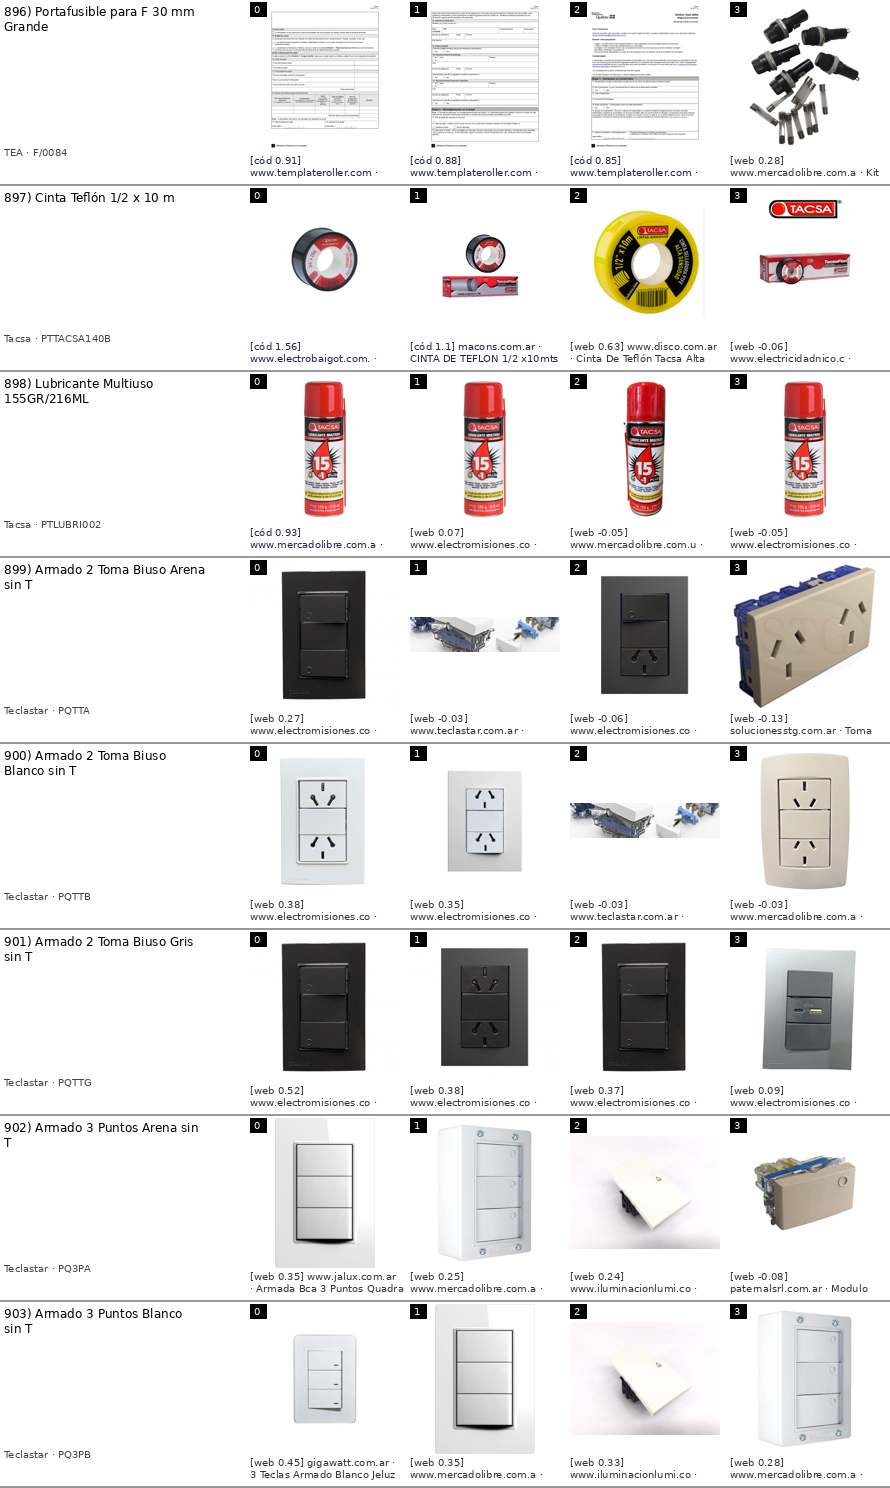 896) Portafusible para F 30 mm
Grande
TEA · F/0084
0
1
2
3
[cód 0.91]
www.templateroller.com ·
[cód 0.88]
www.templateroller.com ·
[cód 0.85]
www.templateroller.com ·
[web 0.28]
www.mercadolibre.com.a · Kit
897) Cinta Teflón 1/2 x 10 m
Tacsa · PTTACSA140B
0
1
2
3
TACSA
1/2" x10m
TACSA
[cód 1.56]
www.electrobaigot.com. ·
[cód 1.1] macons.com.ar ·
CINTA DE TEFLON 1/2 x10mts
[web 0.63] www.disco.com.ar
· Cinta De Teflón Tacsa Alta
[web -0.06]
www.electricidadnico.c ·
898) Lubricante Multiuso
155GR/216ML
Tacsa · PTLUBRI002
0
1
2
3
TACSA
15
TACSA
15
TACSA
15
TACSA
15
[cód 0.93]
www.mercadolibre.com.a ·
[web 0.07]
www.electromisiones.co ·
[web -0.05]
www.mercadolibre.com.u ·
[web -0.05]
www.electromisiones.co ·
899) Armado 2 Toma Biuso Arena
sin T
Teclastar · PQTTA
0
1
2
3
[web 0.27]
www.electromisiones.co ·
[web -0.03]
www.teclastar.com.ar ·
[web -0.06]
www.electromisiones.co ·
[web -0.13]
solucionesstg.com.ar · Toma
900) Armado 2 Toma Biuso
Blanco sin T
Teclastar · PQTTB
0
1
2
3
[web 0.38]
www.electromisiones.co ·
[web 0.35]
www.electromisiones.co ·
[web -0.03]
www.teclastar.com.ar ·
[web -0.03]
www.mercadolibre.com.a ·
901) Armado 2 Toma Biuso Gris
sin T
Teclastar · PQTTG
0
1
2
3
[web 0.52]
www.electromisiones.co ·
[web 0.38]
www.electromisiones.co ·
[web 0.37]
www.electromisiones.co ·
[web 0.09]
www.electromisiones.co ·
902) Armado 3 Puntos Arena sin
T
Teclastar · PQ3PA
0
1
2
3
[web 0.35] www.jalux.com.ar
· Armada Bca 3 Puntos Quadra
[web 0.25]
www.mercadolibre.com.a ·
[web 0.24]
www.iluminacionlumi.co ·
[web -0.08]
paternalsrl.com.ar · Modulo
903) Armado 3 Puntos Blanco
sin T
Teclastar · PQ3PB
0
1
2
3
[web 0.45] gigawatt.com.ar ·
3 Teclas Armado Blanco Jeluz
[web 0.35]
www.mercadolibre.com.a ·
[web 0.33]
www.iluminacionlumi.co ·
[web 0.28]
www.mercadolibre.com.a ·